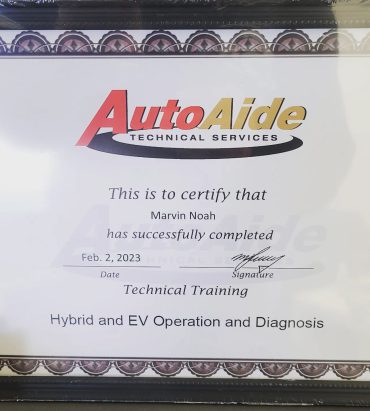 AutoAide
TECHNICAL SERVICES
This is to certify that
Marvin Noah
has successfully completed
Feb. 2, 2023
Date Signature
Technical Training
Hybrid and EV Operation and Diagnosis